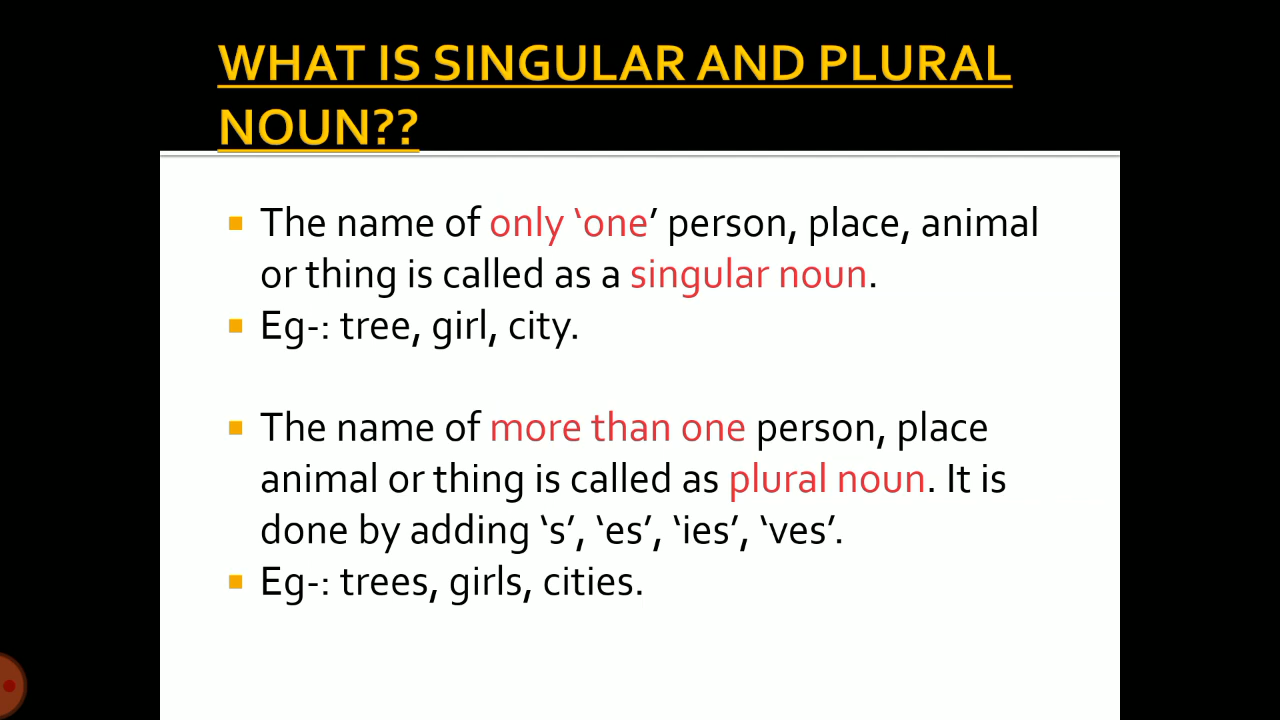 WHAT IS SINGULAR AND PLURAL
NOUN??
The name of only ‘one’ person, place, animal
or thing is called as a singular noun.
Eg-: tree, girl, city.
The name of more than one person, place
animal or thing is called as plural noun. It is
done by adding ‘s’, ‘es’, ‘ies’, ‘ves’.
Eg-: trees, girls, cities.